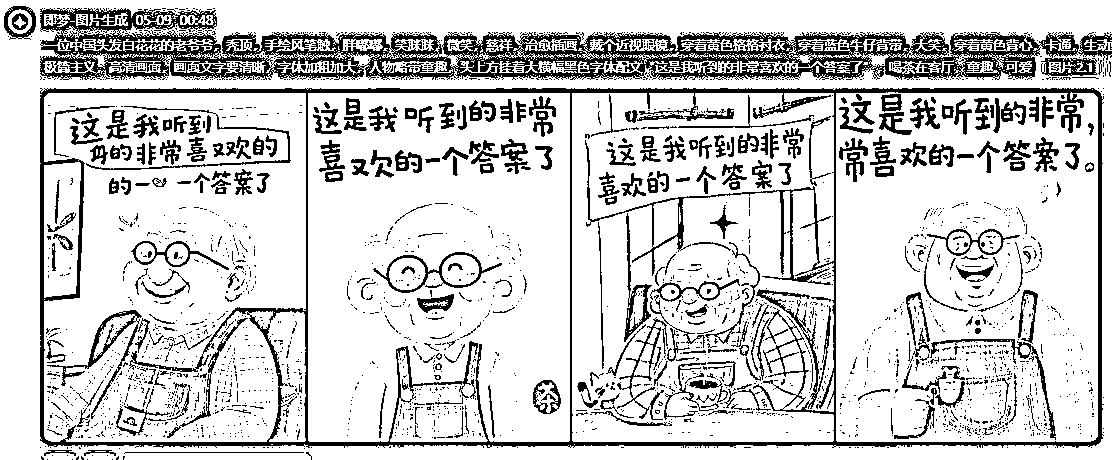 即梦-图片生成 05-09 00:48
一位中国头发白花花的老爷爷，秃顶，手绘风笔触，胖嘟嘟，笑眯眯，微笑，慈祥，治愈插画，戴个近视眼镜，穿着黄色格格衬衣，穿着蓝色牛仔背带，大笑，穿着黄色背心，卡通，生动
极简主义，高清画面，画面文字要清晰，字体加粗加大，人物略带童趣，头上方挂着大横幅黑色字体配文“这是我听到的非常喜欢的一个答案了”，喝茶在客厅，童趣，可爱 图片2.1
这是我听到
的非常喜欢的
的一 一个答案了
这是我听到的非常
喜欢的一个答案了
茶
这是我听到的非常
喜欢的一个答案了
这是我听到的非常,
常喜欢的一个答案了。